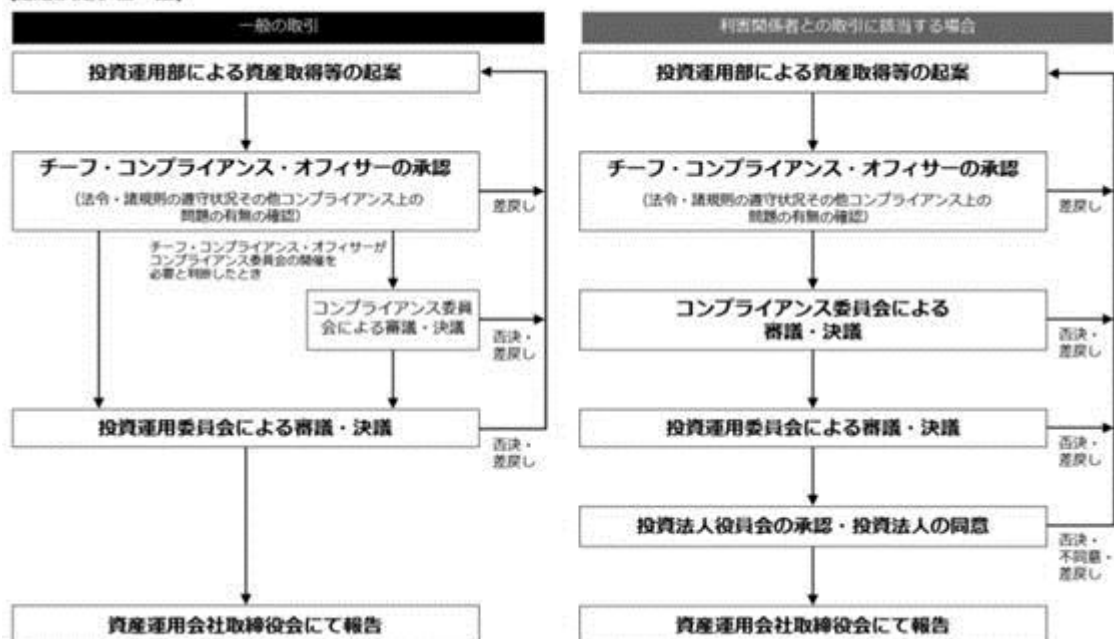 一般の取引
投資運用部による資産取得等の起案
チーフ・コンプライアンス・オフィサーの承認
(法令・諸規則の遵守状況その他コンプライアンス上の
問題の有無の確認)
差戻し
チーフ・コンプライアンス・オフィサーが
コンプライアンス委員会の開催を
必要と判断したとき
コンプライアンス委員
会による審議・決議
否決・
差戻し
投資運用委員会による審議・決議
否決・
差戻し
資産運用会社取締役会にて報告
利害関係者との取引に該当する場合
投資運用部による資産取得等の起案
チーフ・コンプライアンス・オフィサーの承認
(法令・諸規則の遵守状況その他コンプライアンス上の
問題の有無の確認)
差戻し
コンプライアンス委員会による
審議・決議
否決・
差戻し
投資運用委員会による審議・決議
否決・
差戻し
投資法人役員会の承認・投資法人の同意
否決・
不同意・
差戻し
資産運用会社取締役会にて報告